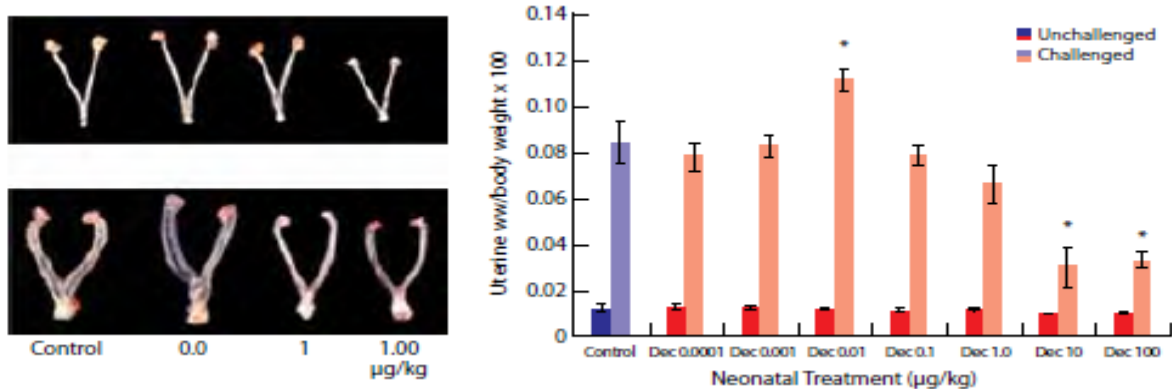 Control 0.0 1 1.00
µg/kg
Uterine ww/body weight x 100
0.14
0.12
0.10
0.08
0.06
0.04
0.02
0
Unchallenged
Challenged
*
*
*
Control Dec 0.0001 Dec 0.001 Dec 0.01 Dec 0.1 Dec 1.0 Dec 10 Dec 100
Neonatal Treatment (µg/kg)